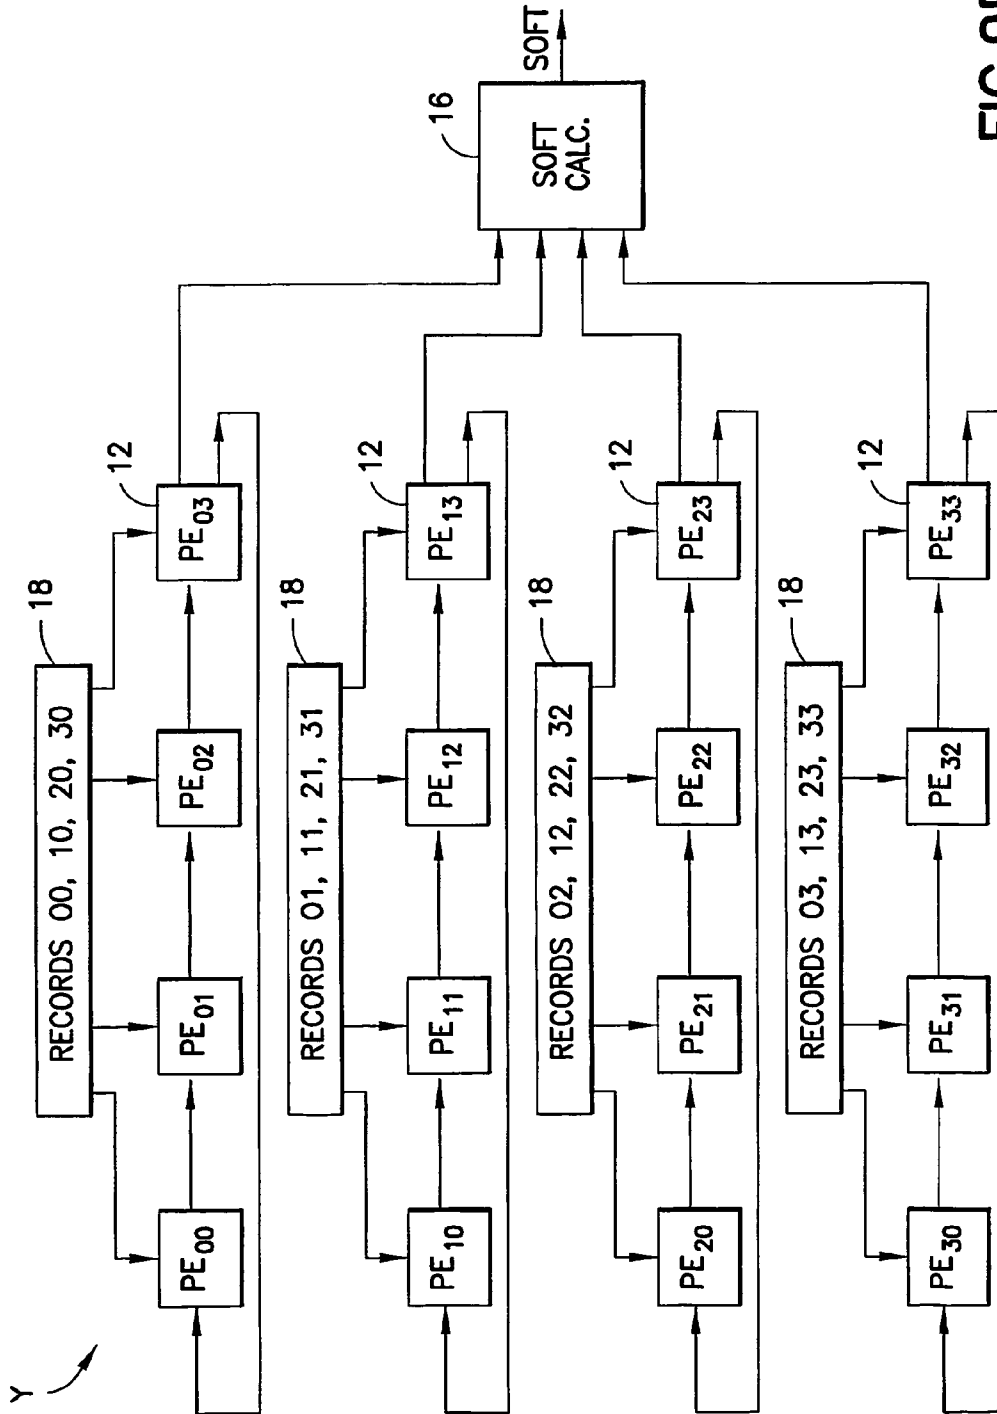 Y
RECORDS 00, 10, 20, 30
18
PE00
PE01
PE02
PE03
12
RECORDS 01, 11, 21, 31
18
PE10
PE11
PE12
PE13
12
RECORDS 02, 12, 22, 32
18
PE20
PE21
PE22
PE23
12
RECORDS 03, 13, 23, 33
18
PE30
PE31
PE32
PE33
12
16
SOFT
CALC.
SOFT